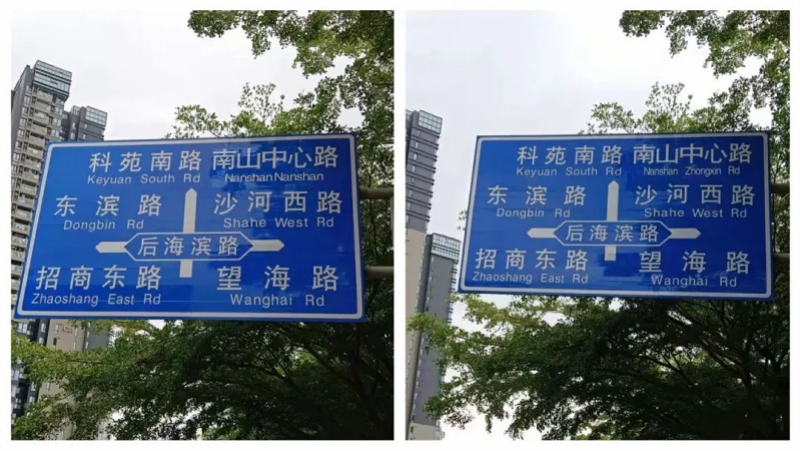 科苑南路 南山中心路
Keyuan South Rd NanshanNanshan
东滨路 沙河西路
Dongbin Rd Shahe West Rd
后海滨路
招商东路 望海路
Zhaoshang East Rd Wanghai Rd
科苑南路 南山中心路
Keyuan South Rd Nanshan Zhongxin Rd
东滨路 沙河西路
Dongbin Rd Shahe West Rd
后海滨路
招商东路 望海路
Zhaoshang East Rd Wanghai Rd